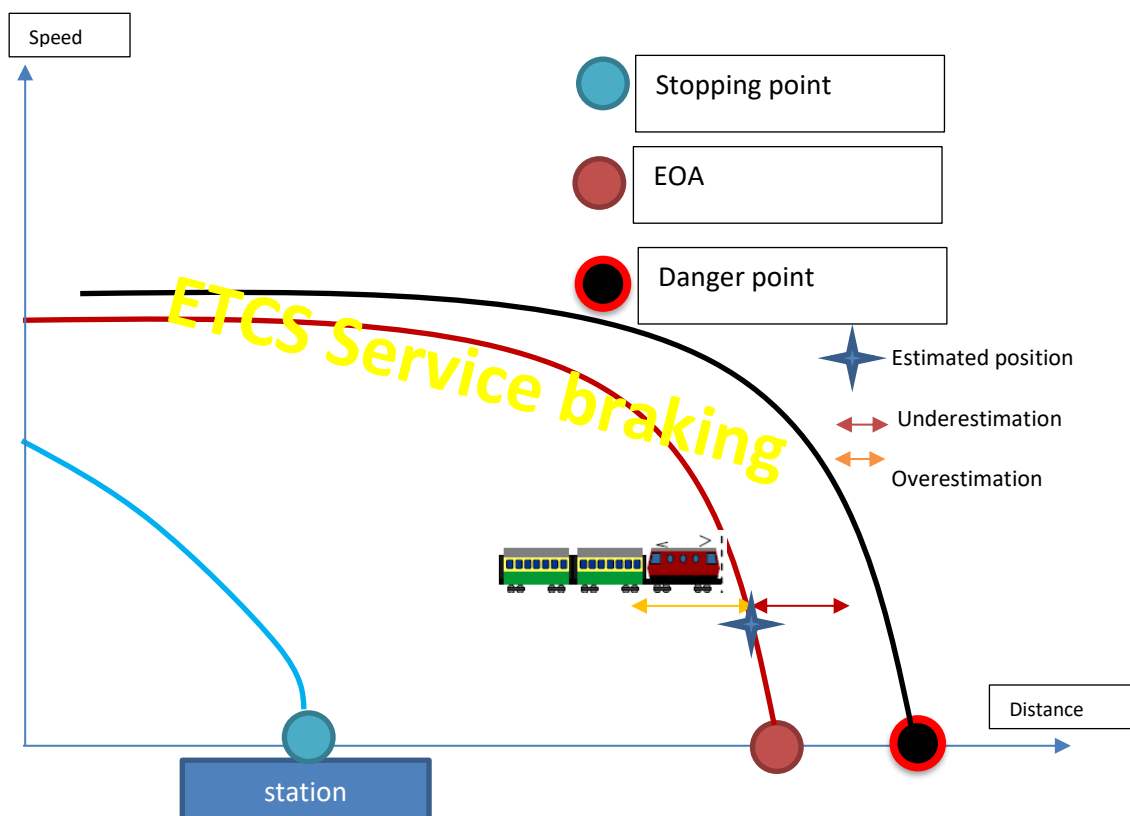 Speed
Stopping point
EOA
Danger point
ETCS Service braking
Estimated position
Underestimation
Overestimation
Distance
station